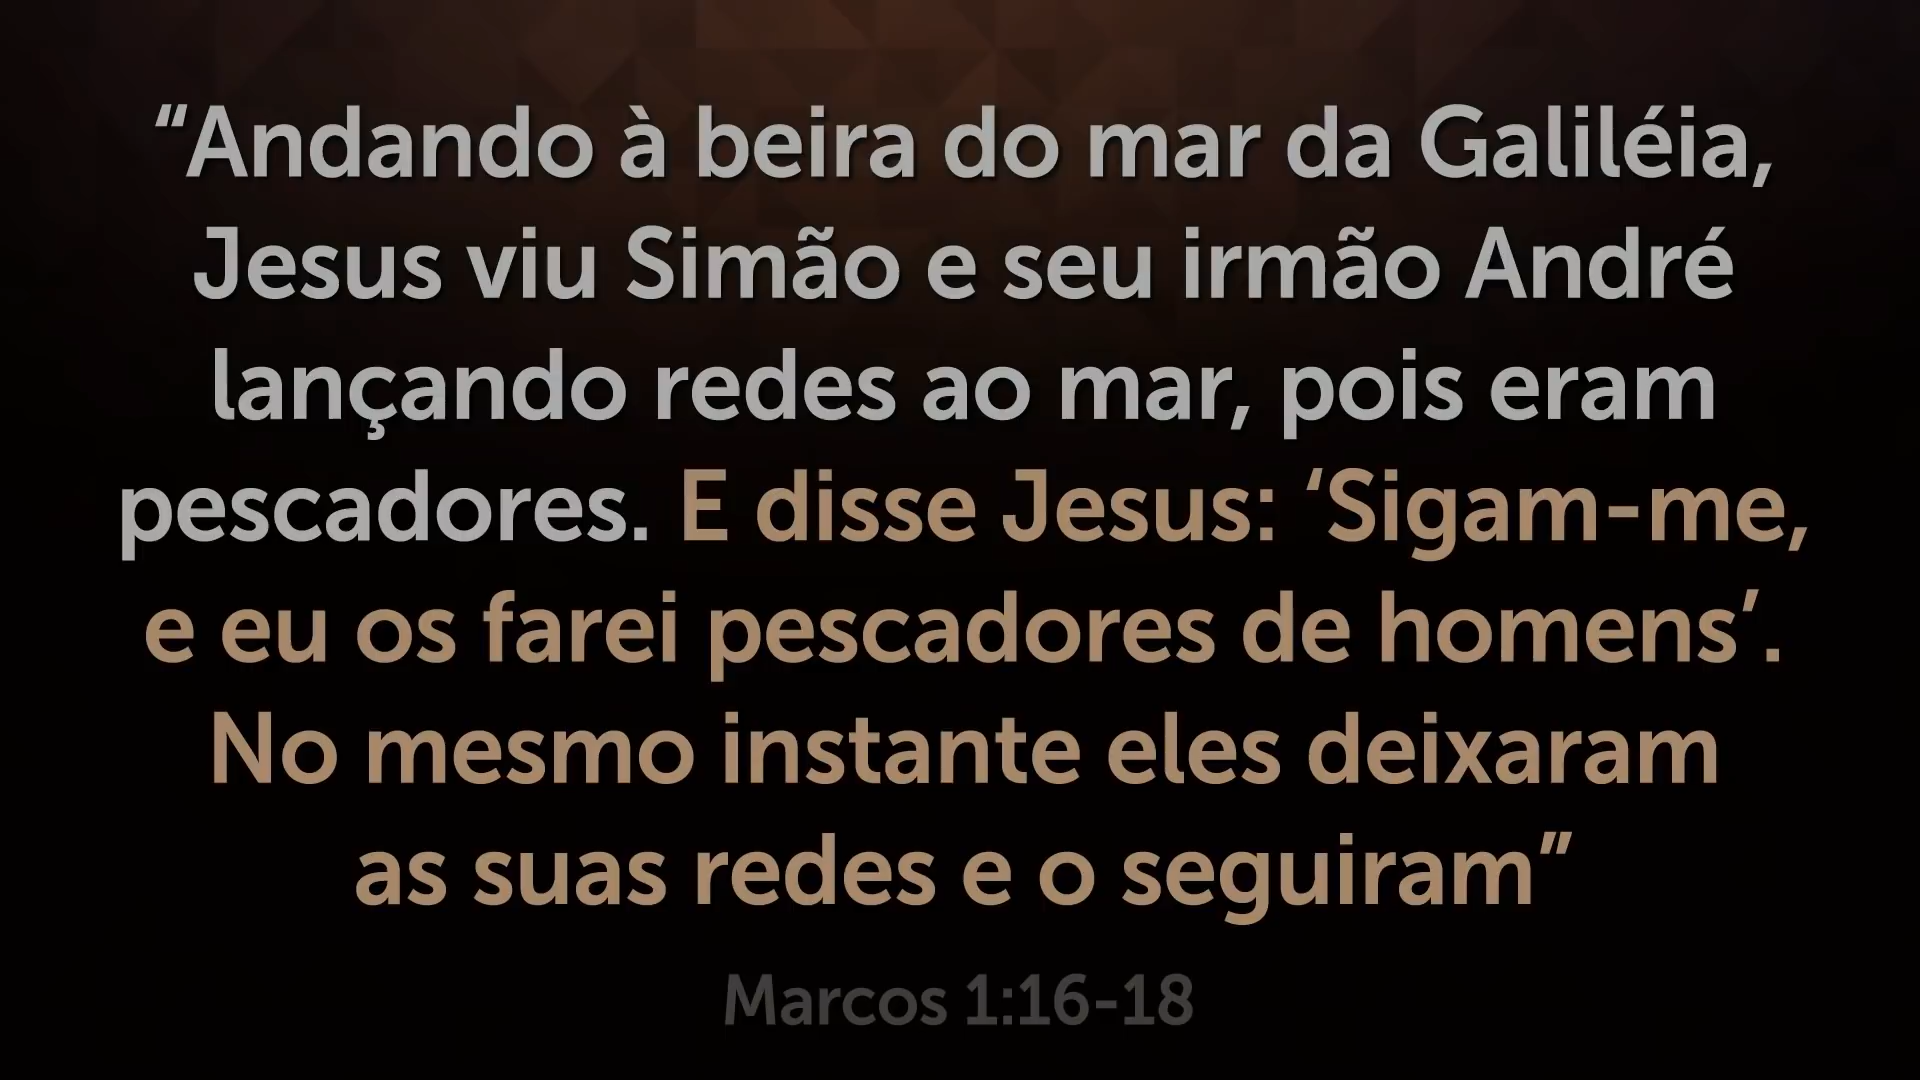 “Andando à beira do mar da Galiléia,
Jesus viu Simão e seu irmão André
lançando redes ao mar, pois eram
pescadores. E disse Jesus: ‘Sigam-me,
e eu os farei pescadores de homens’.
No mesmo instante eles deixaram
as suas redes e o seguiram”
Marcos 1:16-18